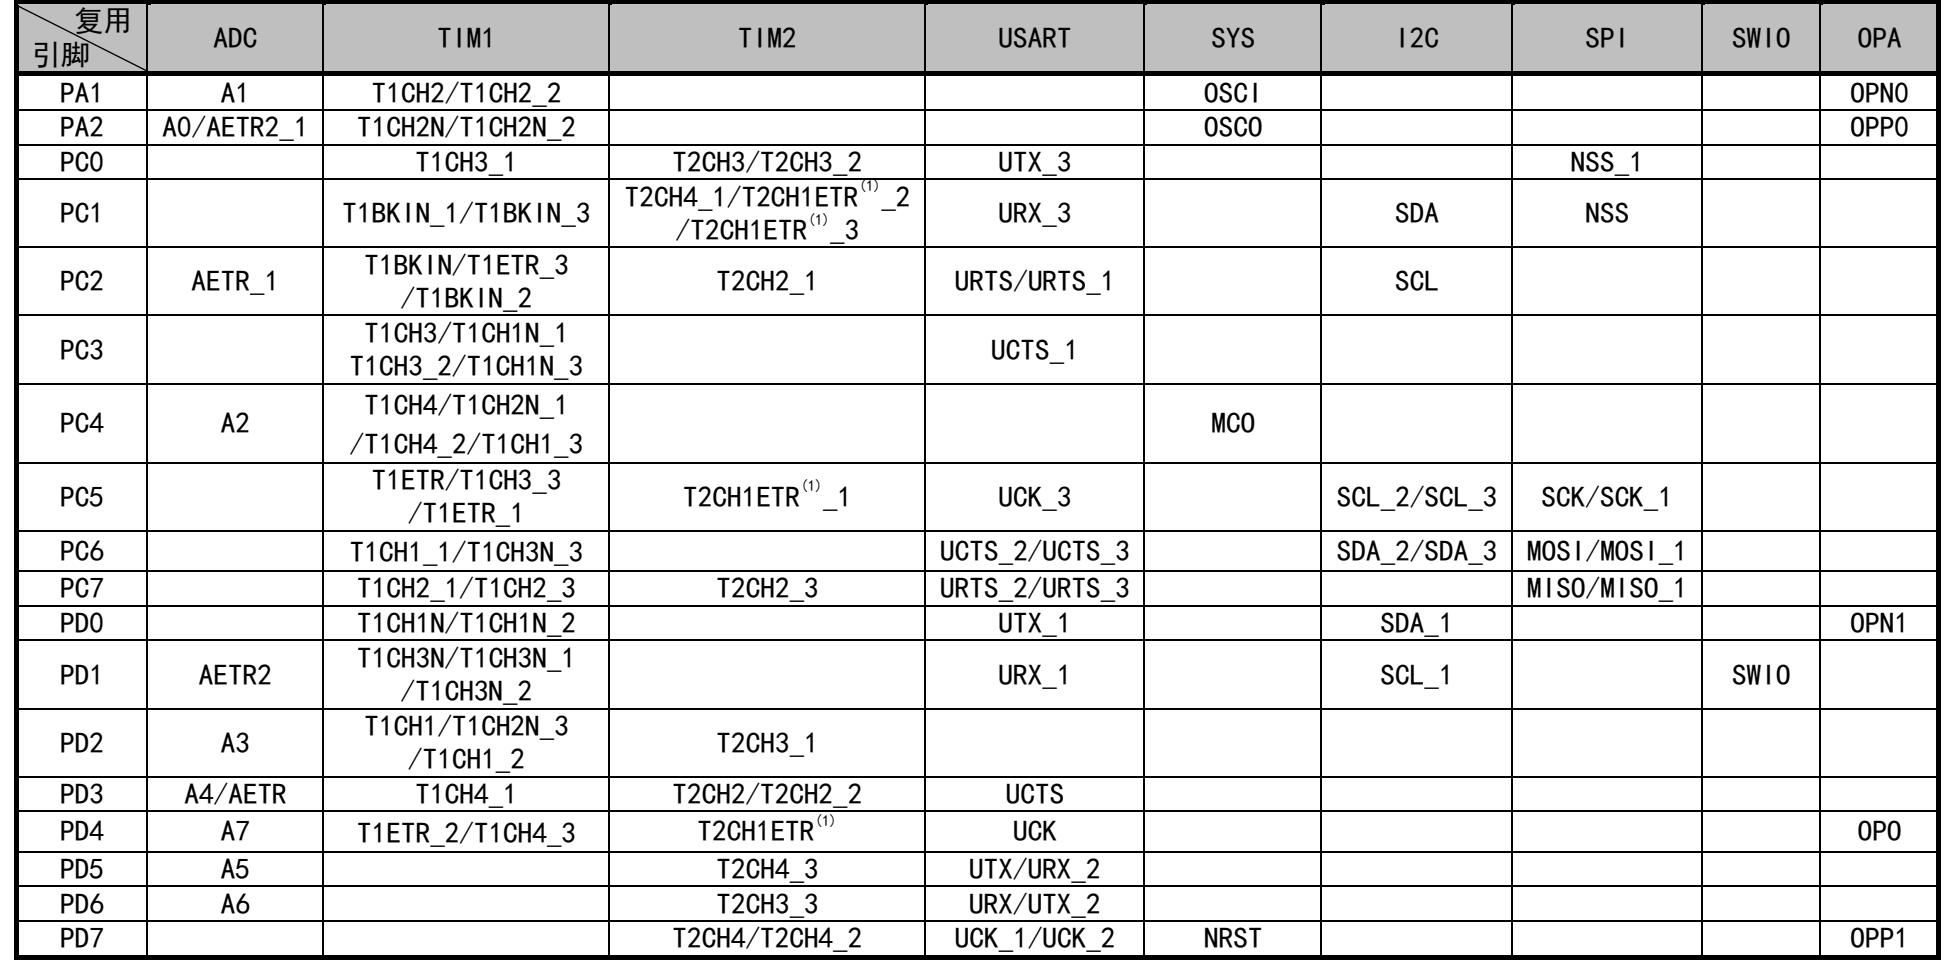 复用
引脚 ADC TIM1 TIM2 USART SYS I2C SPI SWIO OPA
PA1 A1 T1CH2/T1CH2_2 OSCI OPN0
PA2 A0/AETR2_1 T1CH2N/T1CH2N_2 OSCO OPP0
PC0 T1CH3_1 T2CH3/T2CH3_2 UTX_3 NSS_1
PC1 T1BKIN_1/T1BKIN_3 T2CH4_1/T2CH1ETR(1)_2
/T2CH1ETR(1)_3 URX_3 SDA NSS
PC2 AETR_1 T1BKIN/T1ETR_3
/T1BKIN_2 T2CH2_1 URTS/URTS_1 SCL
PC3 T1CH3/T1CH1N_1
T1CH3_2/T1CH1N_3 UCTS_1
PC4 A2 T1CH4/T1CH2N_1
/T1CH4_2/T1CH1_3 MCO
PC5 T1ETR/T1CH3_3
/T1ETR_1 T2CH1ETR(1)_1 UCK_3 SCL_2/SCL_3 SCK/SCK_1
PC6 T1CH1_1/T1CH3N_3 UCTS_2/UCTS_3 SDA_2/SDA_3 MOSI/MOSI_1
PC7 T1CH2_1/T1CH2_3 T2CH2_3 URTS_2/URTS_3 MISO/MISO_1
PD0 T1CH1N/T1CH1N_2 UTX_1 SDA_1 OPN1
PD1 AETR2 T1CH3N/T1CH3N_1
/T1CH3N_2 URX_1 SCL_1 SWIO
PD2 A3 T1CH1/T1CH2N_3
/T1CH1_2 T2CH3_1
PD3 A4/AETR T1CH4_1 T2CH2/T2CH2_2 UCTS
PD4 A7 T1ETR_2/T1CH4_3 T2CH1ETR(1) UCK OPO
PD5 A5 T2CH4_3 UTX/URX_2
PD6 A6 T2CH3_3 URX/UTX_2
PD7 T2CH4/T2CH4_2 UCK_1/UCK_2 NRST OPP1